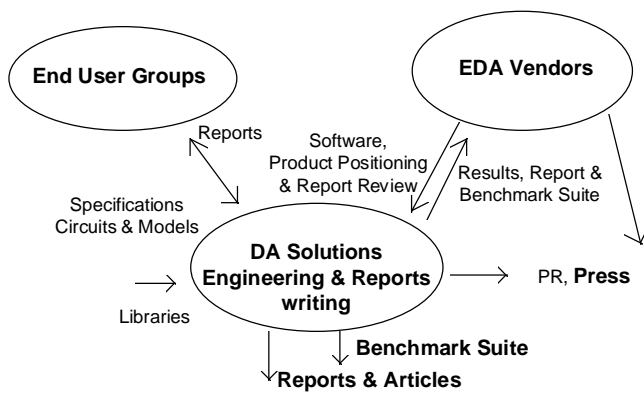 End User Groups
EDA Vendors
Reports
Software,
Product Positioning
& Report Review
Results, Report &
Benchmark Suite
Specifications
Circuits & Models
DA Solutions
Engineering & Reports
writing
PR, Press
Libraries
Benchmark Suite
Reports & Articles